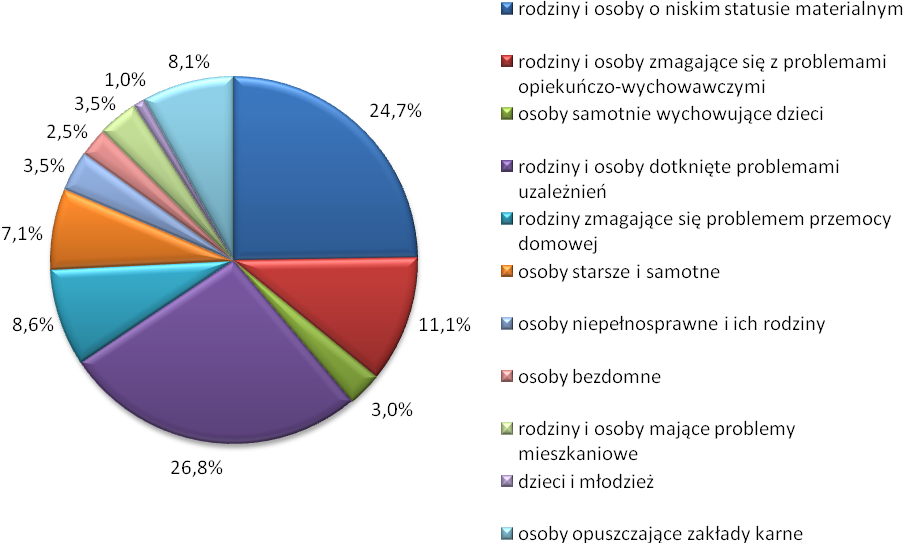 8,1%
1,0%
3,5%
2,5%
3,5%
7,1%
8,6%
26,8%
3,0%
11,1%
24,7%
rodziny i osoby o niskim statusie materialnym
rodziny i osoby zmagające się z problemami
opiekuńczo-wychowawczymi
osoby samotnie wychowujące dzieci
rodziny i osoby dotknięte problemami
uzależnień
rodziny zmagające się problemem przemocy
domowej
osoby starsze i samotne
osoby niepełnosprawne i ich rodziny
osoby bezdomne
rodziny i osoby mające problemy
mieszkaniowe
dzieci i młodzież
osoby opuszczające zakłady karne